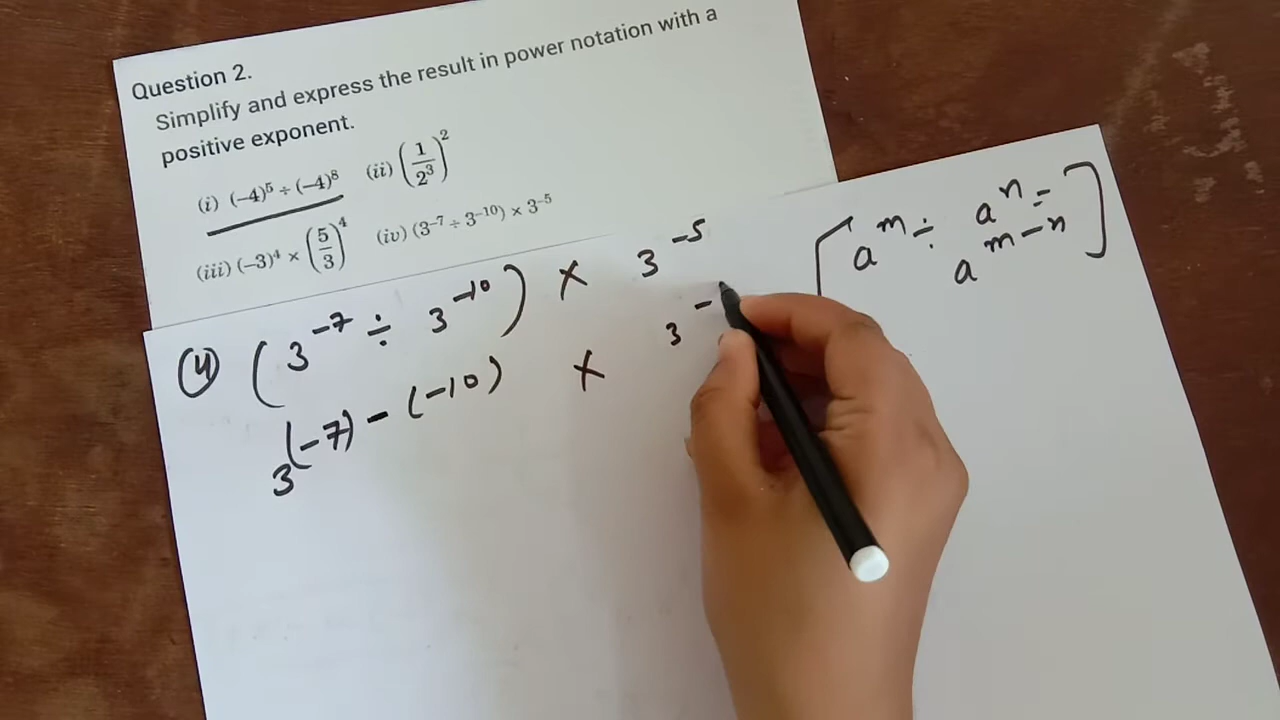 Question 2.
Simplify and express the result in power notation with a
positive exponent.
(i) (–4)⁵ ÷ (–4)⁸ (ii) (1/2³)²
(iii) (–3)⁴ × (5/3)⁴ (iv) (3⁻⁷ ÷ 3⁻¹⁰) × 3⁻⁵
[aᵐ ÷ aⁿ =
aᵐ⁻ⁿ]
(4) (3⁻⁷ ÷ 3⁻¹⁰) × 3⁻⁵
3⁽⁻⁷⁾ ⁻ ⁽⁻¹⁰⁾ × 3⁻